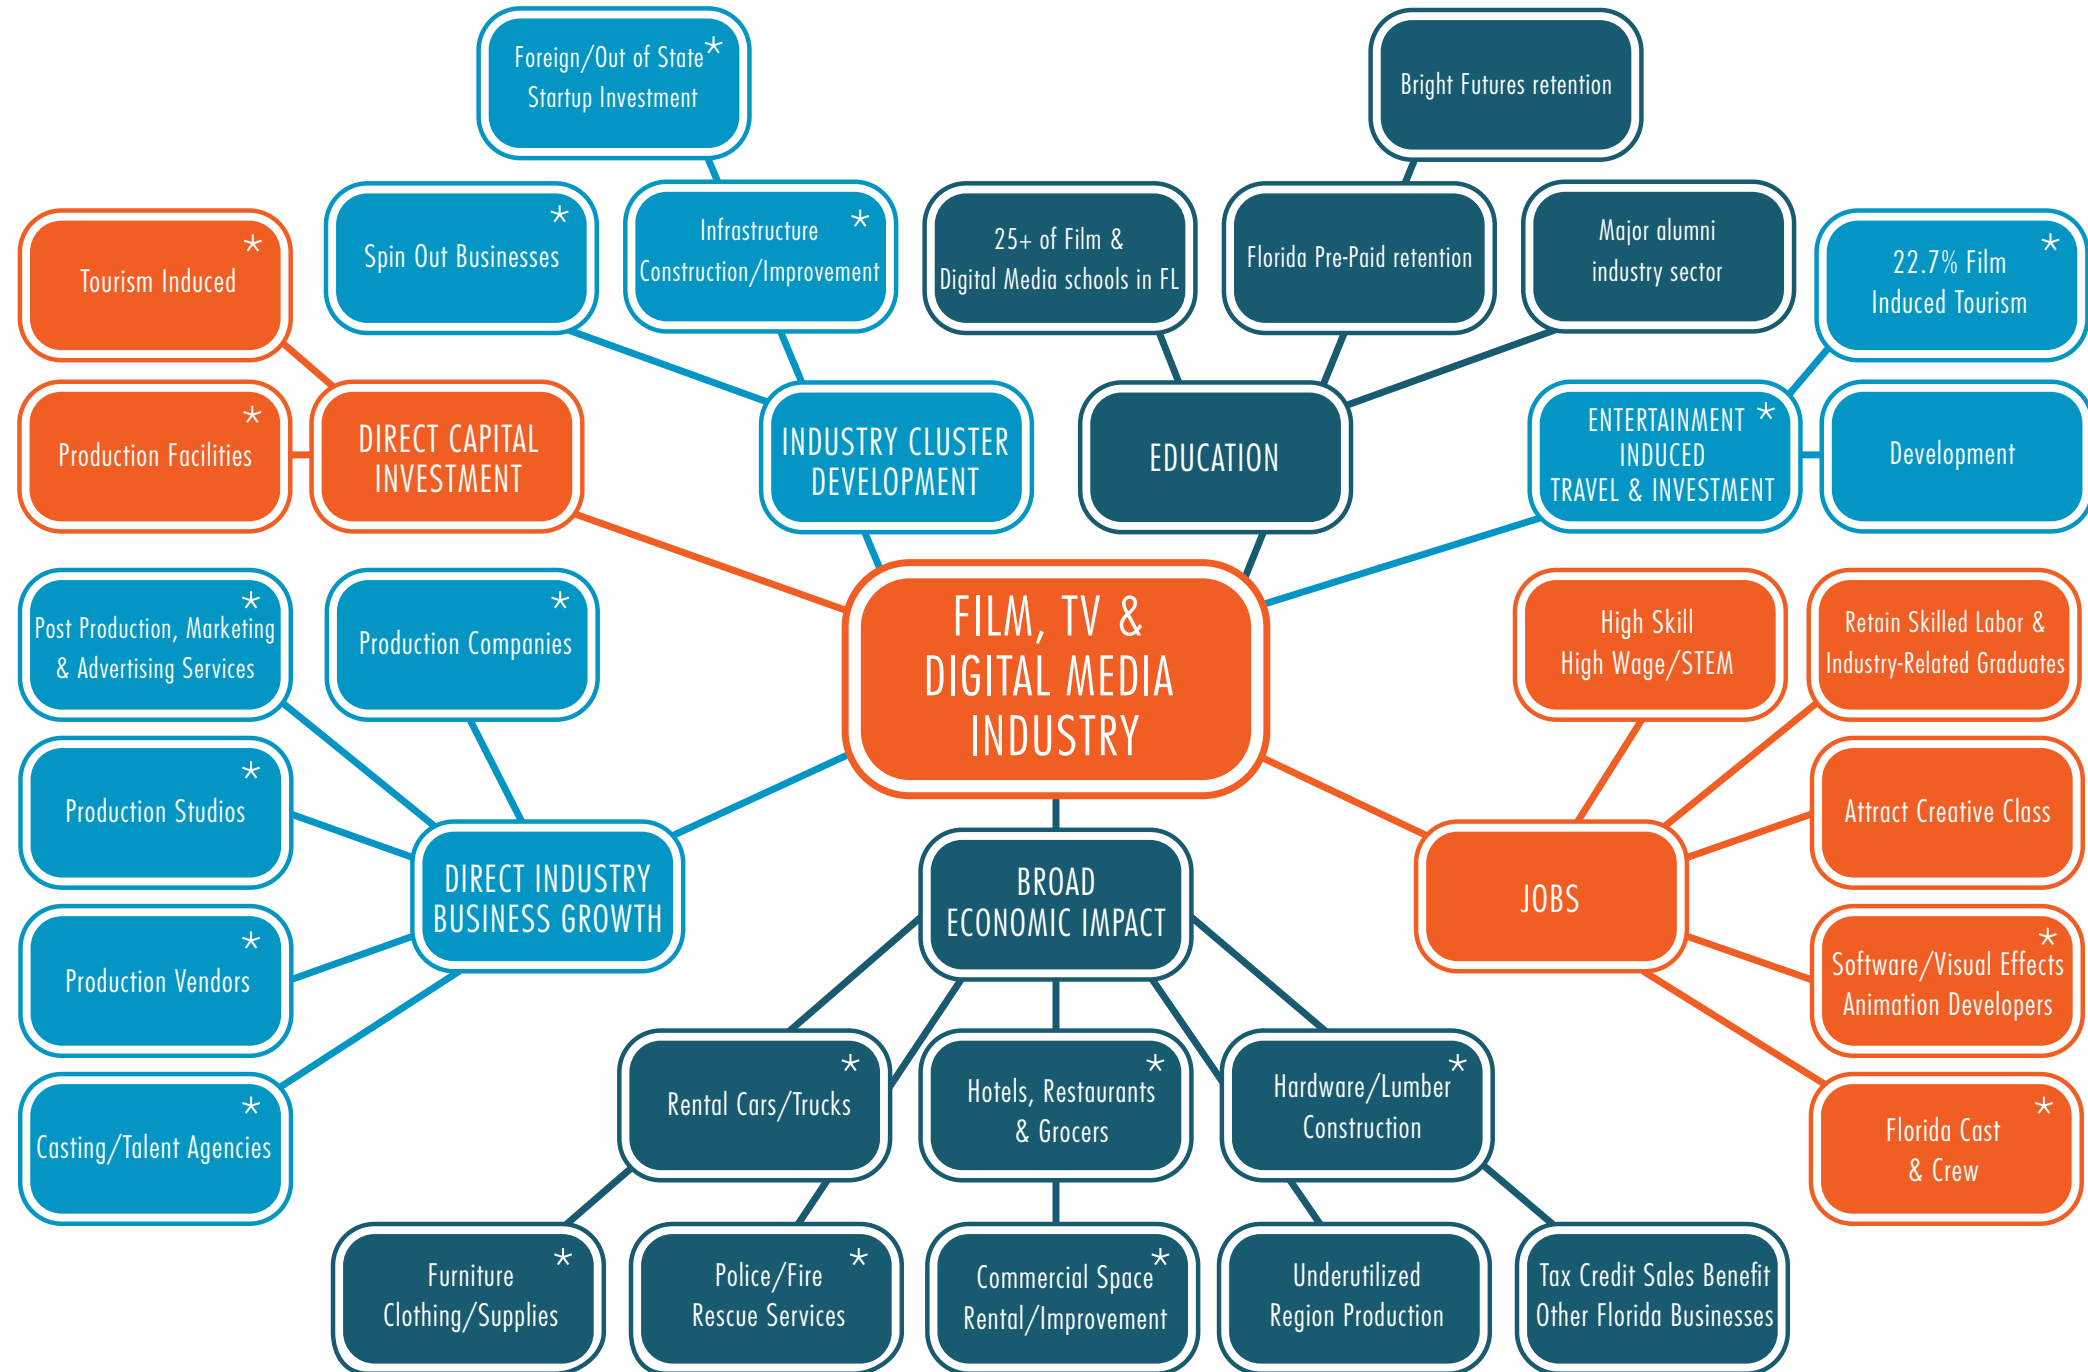 Foreign/Out of State*
Startup Investment
Bright Futures retention
Tourism Induced*
Spin Out Businesses*
Infrastructure*
Construction/Improvement
25+ of Film &
Digital Media schools in FL
Florida Pre-Paid retention
Major alumni
industry sector
22.7% Film*
Induced Tourism
Production Facilities*
DIRECT CAPITAL
INVESTMENT
INDUSTRY CLUSTER
DEVELOPMENT
EDUCATION
ENTERTAINMENT*
INDUCED
TRAVEL & INVESTMENT
Development
FILM, TV &
DIGITAL MEDIA
INDUSTRY
Post Production, Marketing*
& Advertising Services
Production Companies*
High Skill
High Wage/STEM
Retain Skilled Labor &
Industry-Related Graduates
Production Studios*
Attract Creative Class
DIRECT INDUSTRY
BUSINESS GROWTH
BROAD
ECONOMIC IMPACT
JOBS
Production Vendors*
Software/Visual Effects*
Animation Developers
Casting/Talent Agencies*
Rental Cars/Trucks*
Hotels, Restaurants*
& Grocers
Hardware/Lumber*
Construction
Florida Cast*
& Crew
Furniture*
Clothing/Supplies
Police/Fire*
Rescue Services
Commercial Space*
Rental/Improvement
Underutilized
Region Production
Tax Credit Sales Benefit
Other Florida Businesses